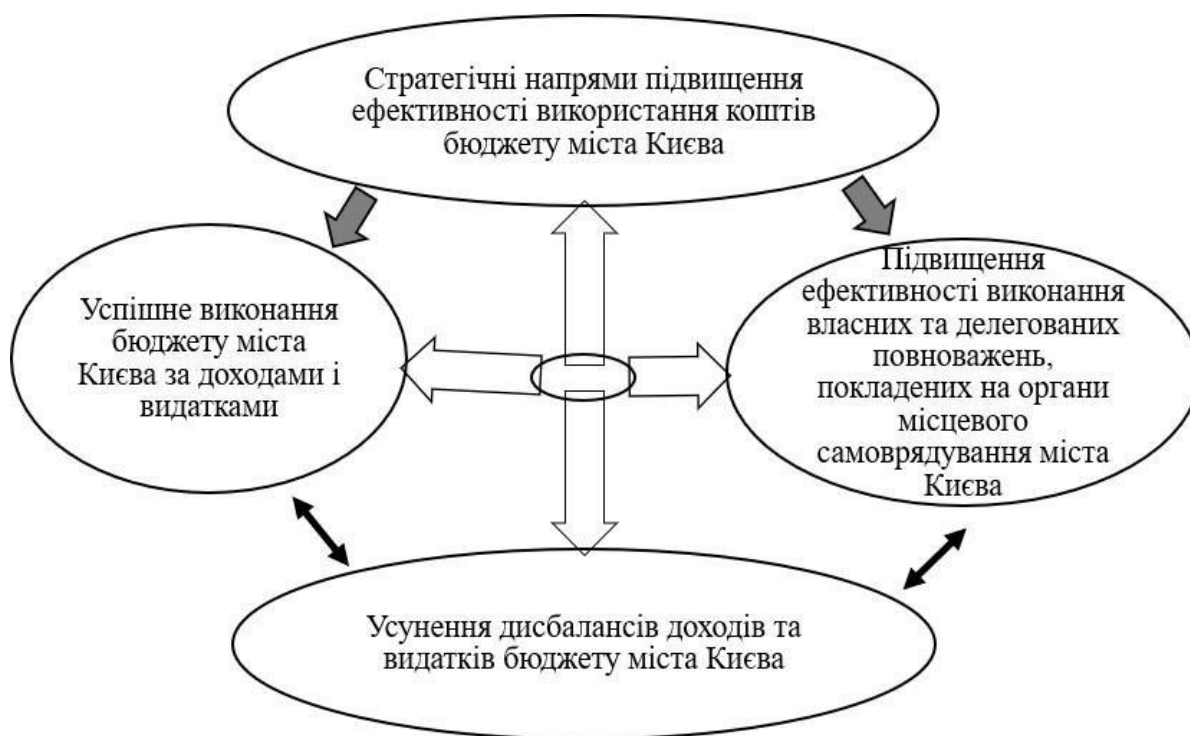 Стратегічні напрями підвищення
ефективності використання коштів
бюджету міста Києва
Успішне виконання
бюджету міста
Києва за доходами і
видатками
Підвищення
ефективності виконання
власних та делегованих
повноважень,
покладених на органи
місцевого
самоврядування міста
Києва
Усунення дисбалансів доходів та
видатків бюджету міста Києва